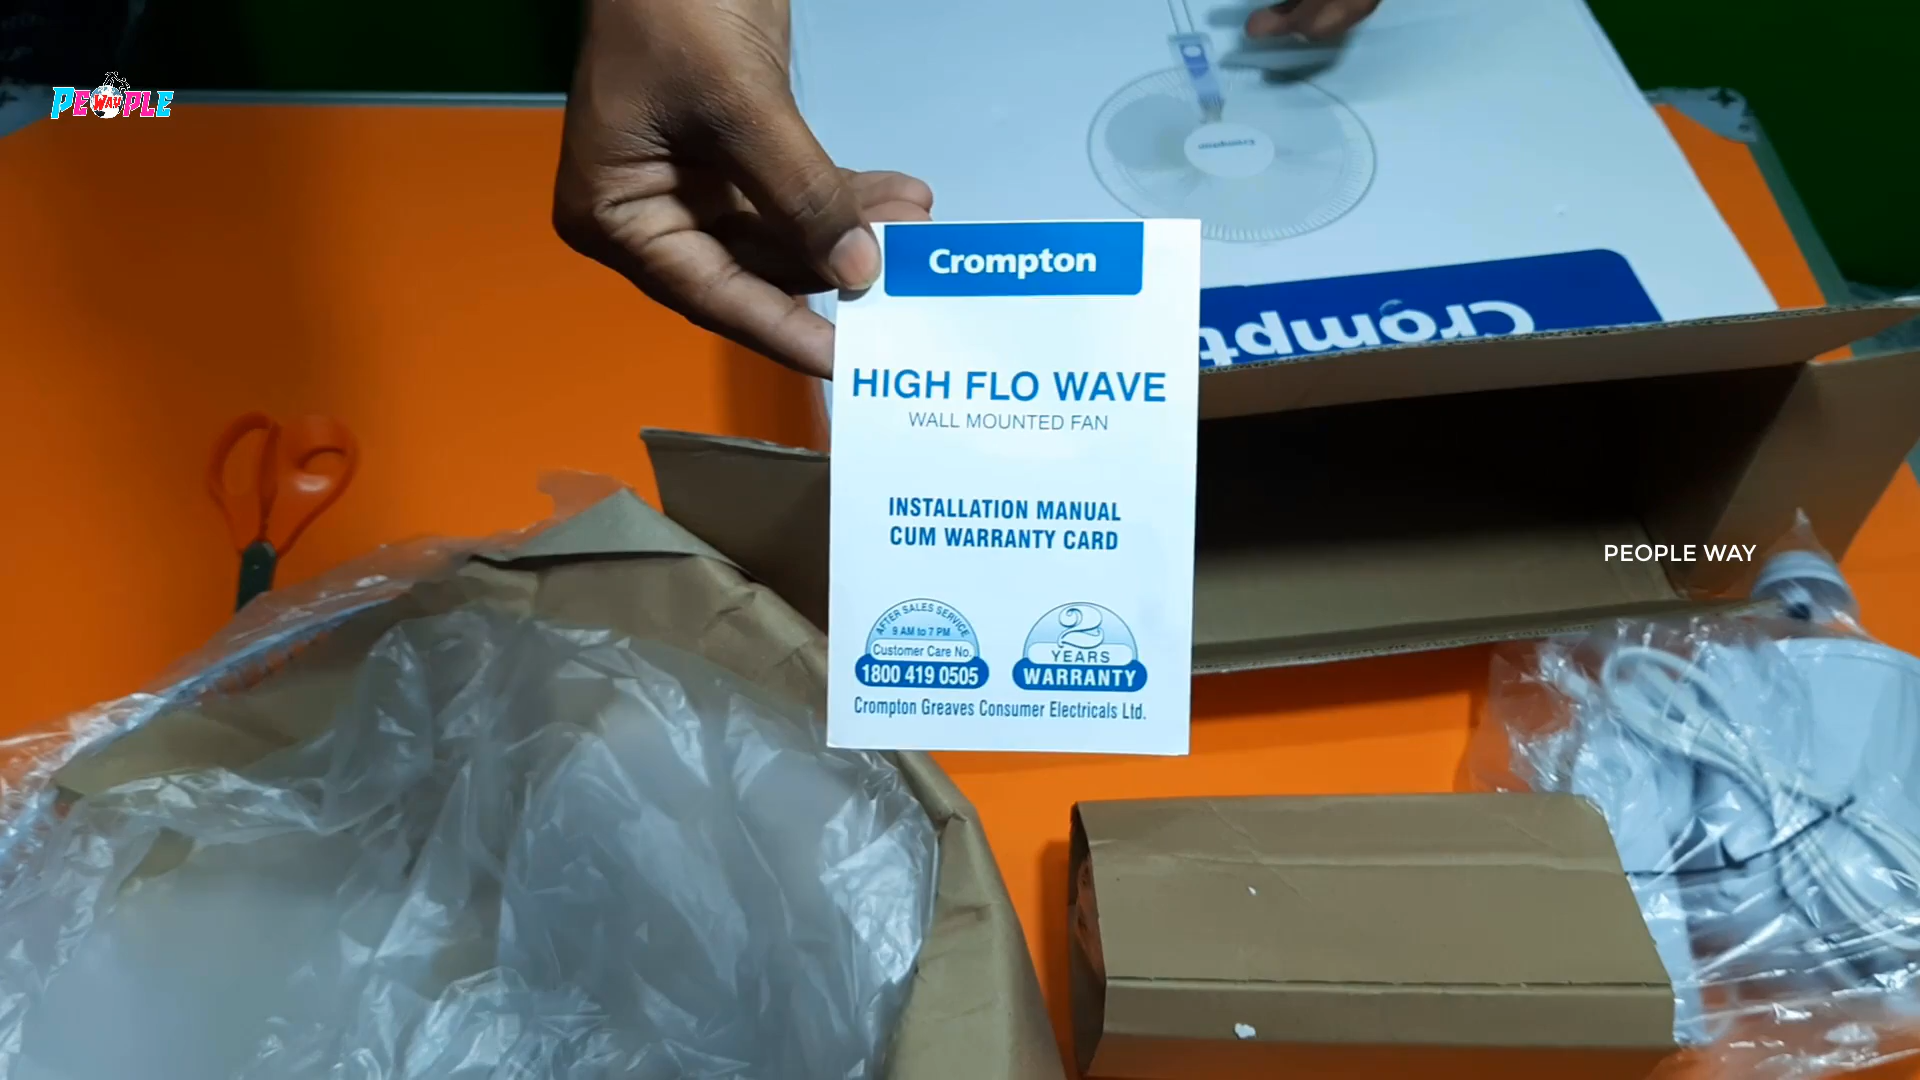 PEOPLE
WAY
Crompton
Crompton
Crompt
HIGH FLO WAVE
WALL MOUNTED FAN
INSTALLATION MANUAL
CUM WARRANTY CARD
AFTER SALES SERVICE
9 AM to 7 PM
Customer Care No.
1800 419 0505
2
YEARS
WARRANTY
Crompton Greaves Consumer Electricals Ltd.
PEOPLE WAY